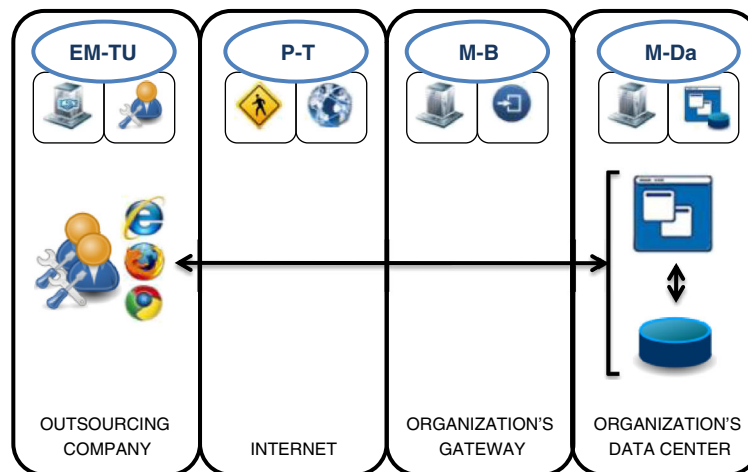 EM-TU
P-T
M-B
M-Da
OUTSOURCING
COMPANY
INTERNET
ORGANIZATION'S
GATEWAY
ORGANIZATION'S
DATA CENTER